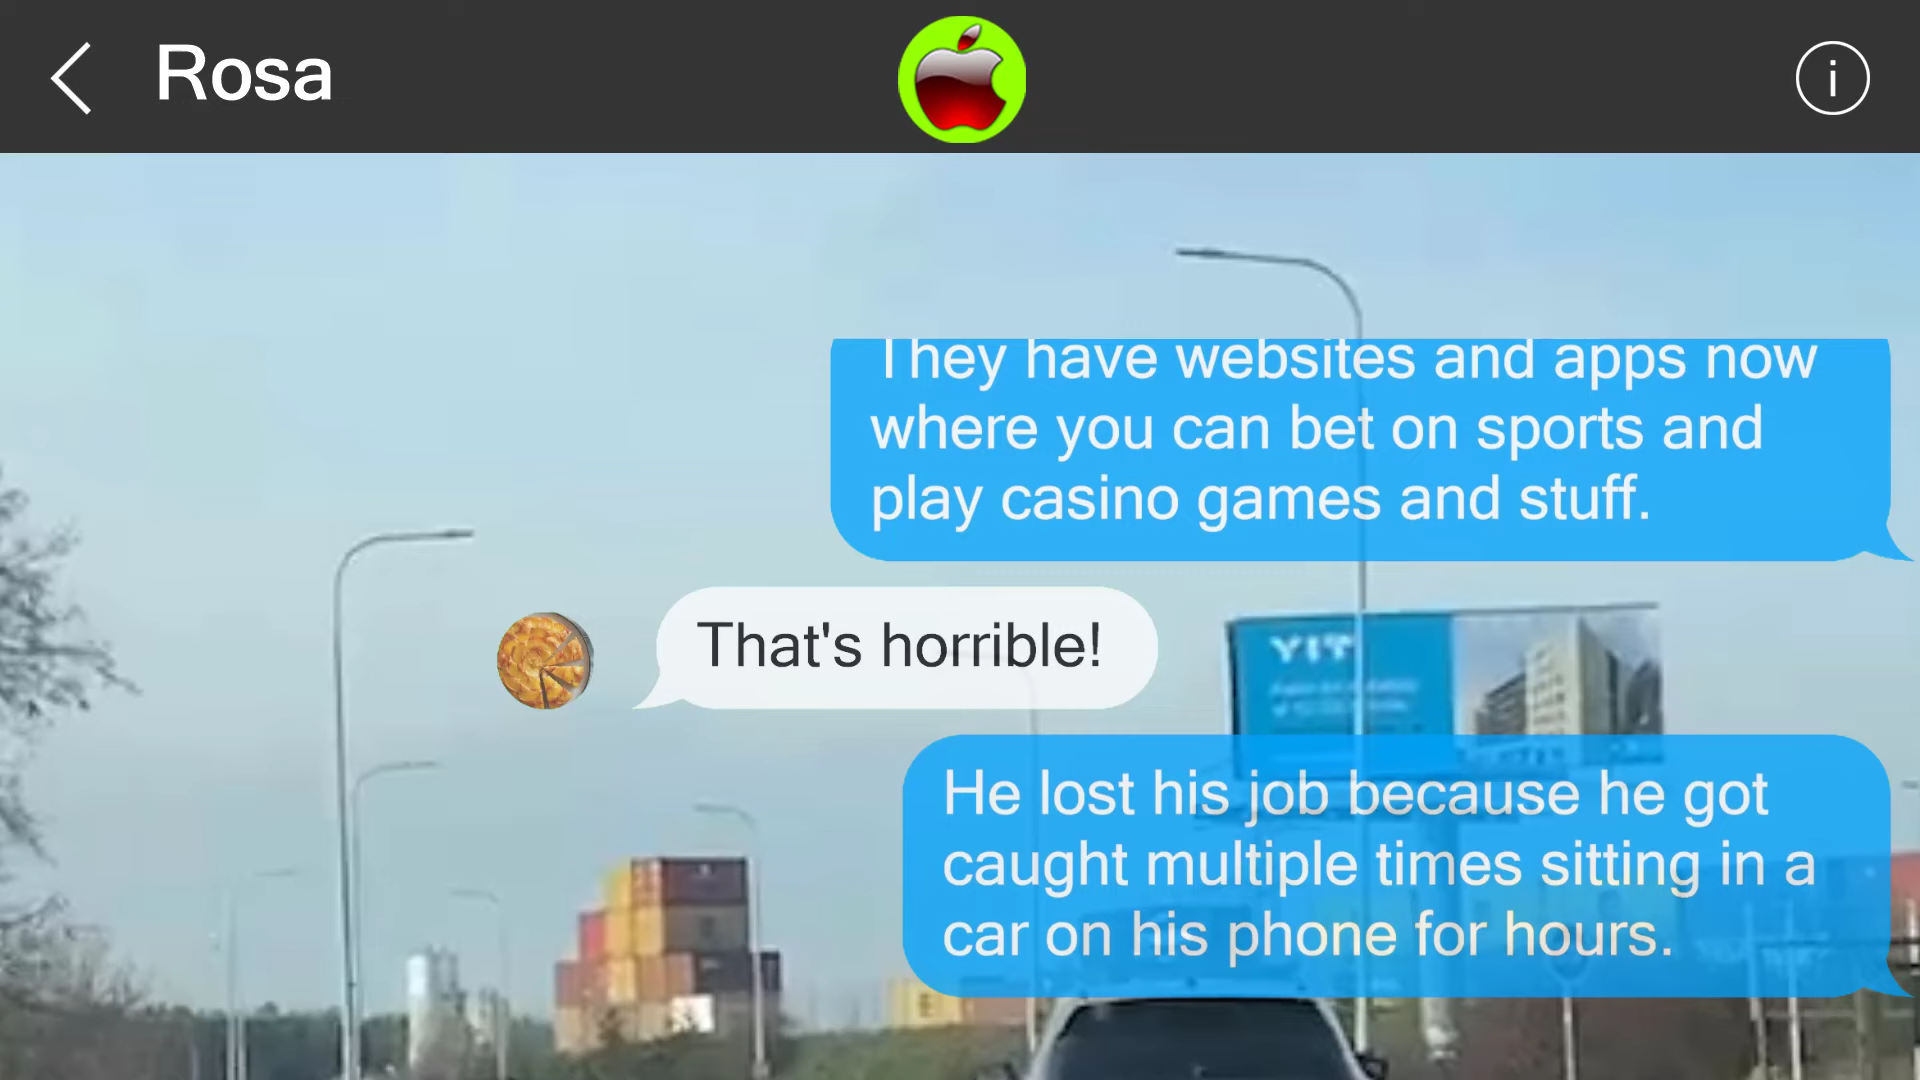 Rosa
i
They have websites and apps now
where you can bet on sports and
play casino games and stuff.
That's horrible!
YIT
He lost his job because he got
caught multiple times sitting in a
car on his phone for hours.